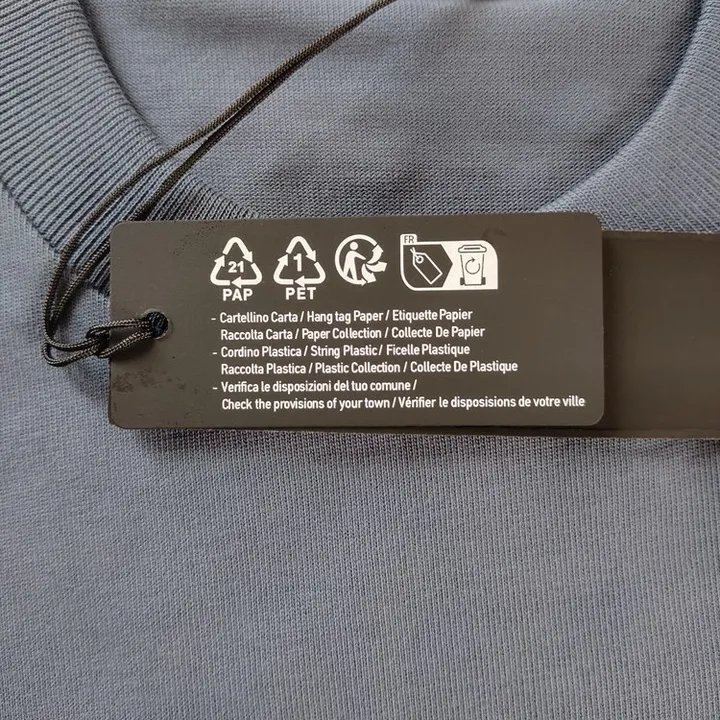 21 1 FR
PAP PET
- Cartellino Carta / Hang tag Paper / Etiquette Papier
Raccolta Carta / Paper Collection / Collecte De Papier
- Cordino Plastica / String Plastic / Ficelle Plastique
Raccolta Plastica / Plastic Collection / Collecte De Plastique
- Verifica le disposizioni del tuo comune /
Check the provisions of your town / Vérifier le disposisions de votre ville